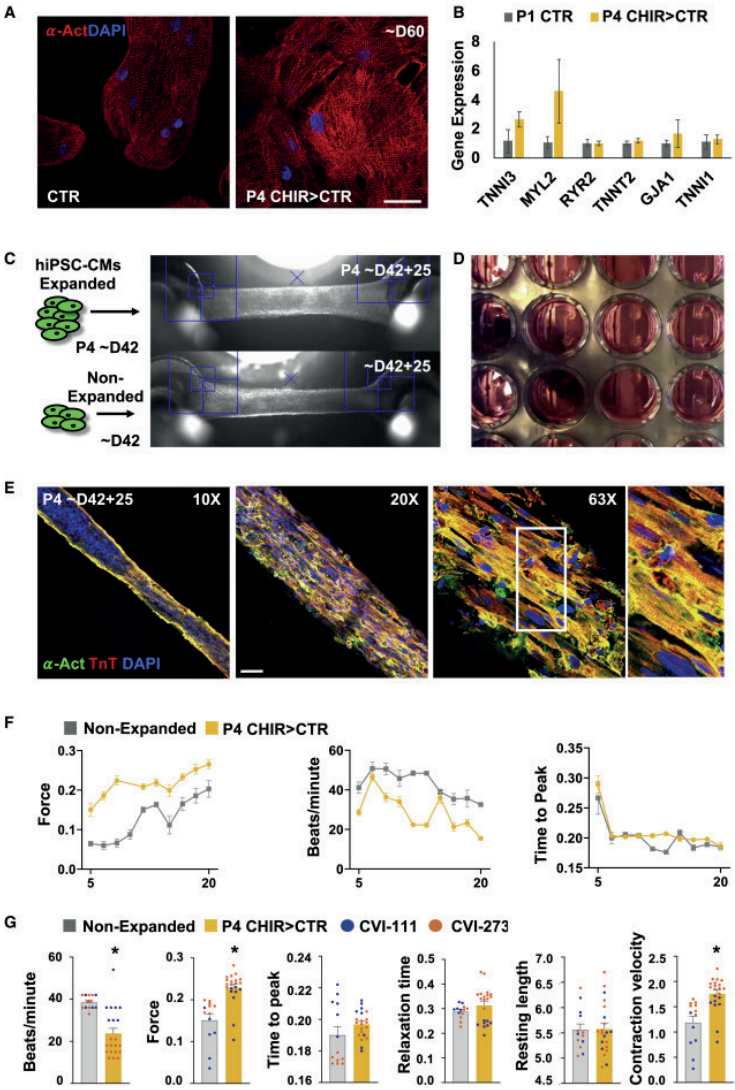 A
α-ActDAPI
~D60
CTR
P4 CHIR>CTR
B
P1 CTR
P4 CHIR>CTR
Gene Expression
8
6
4
2
0
TNNI3
MYL2
RYR2
TNNT2
GJA1
TNNI1
C
hiPSC-CMs
Expanded
P4 ~D42
P4 ~D42+25
Non-
Expanded
~D42
~D42+25
D
E
P4 ~D42+25
10X
20X
63X
α-Act TnT DAPI
F
Non-Expanded
P4 CHIR>CTR
Force
0.3
0.2
0.1
0.0
5
20
Beats/minute
60
40
20
0
5
20
Time to Peak
0.30
0.25
0.20
0.15
5
20
G
Non-Expanded
P4 CHIR>CTR
CVI-111
CVI-273
Beats/minute
60
40
20
0
*
Force
0.3
0.2
0.1
0
*
Time to peak
0.24
0.22
0.20
0.18
0.16
Relaxation time
0.5
0.4
0.3
0.2
0.1
0.0
Resting length
7.0
6.5
6.0
5.5
5.0
4.5
Contraction velocity
2.5
2.0
1.5
1.0
0.5
0.0
*